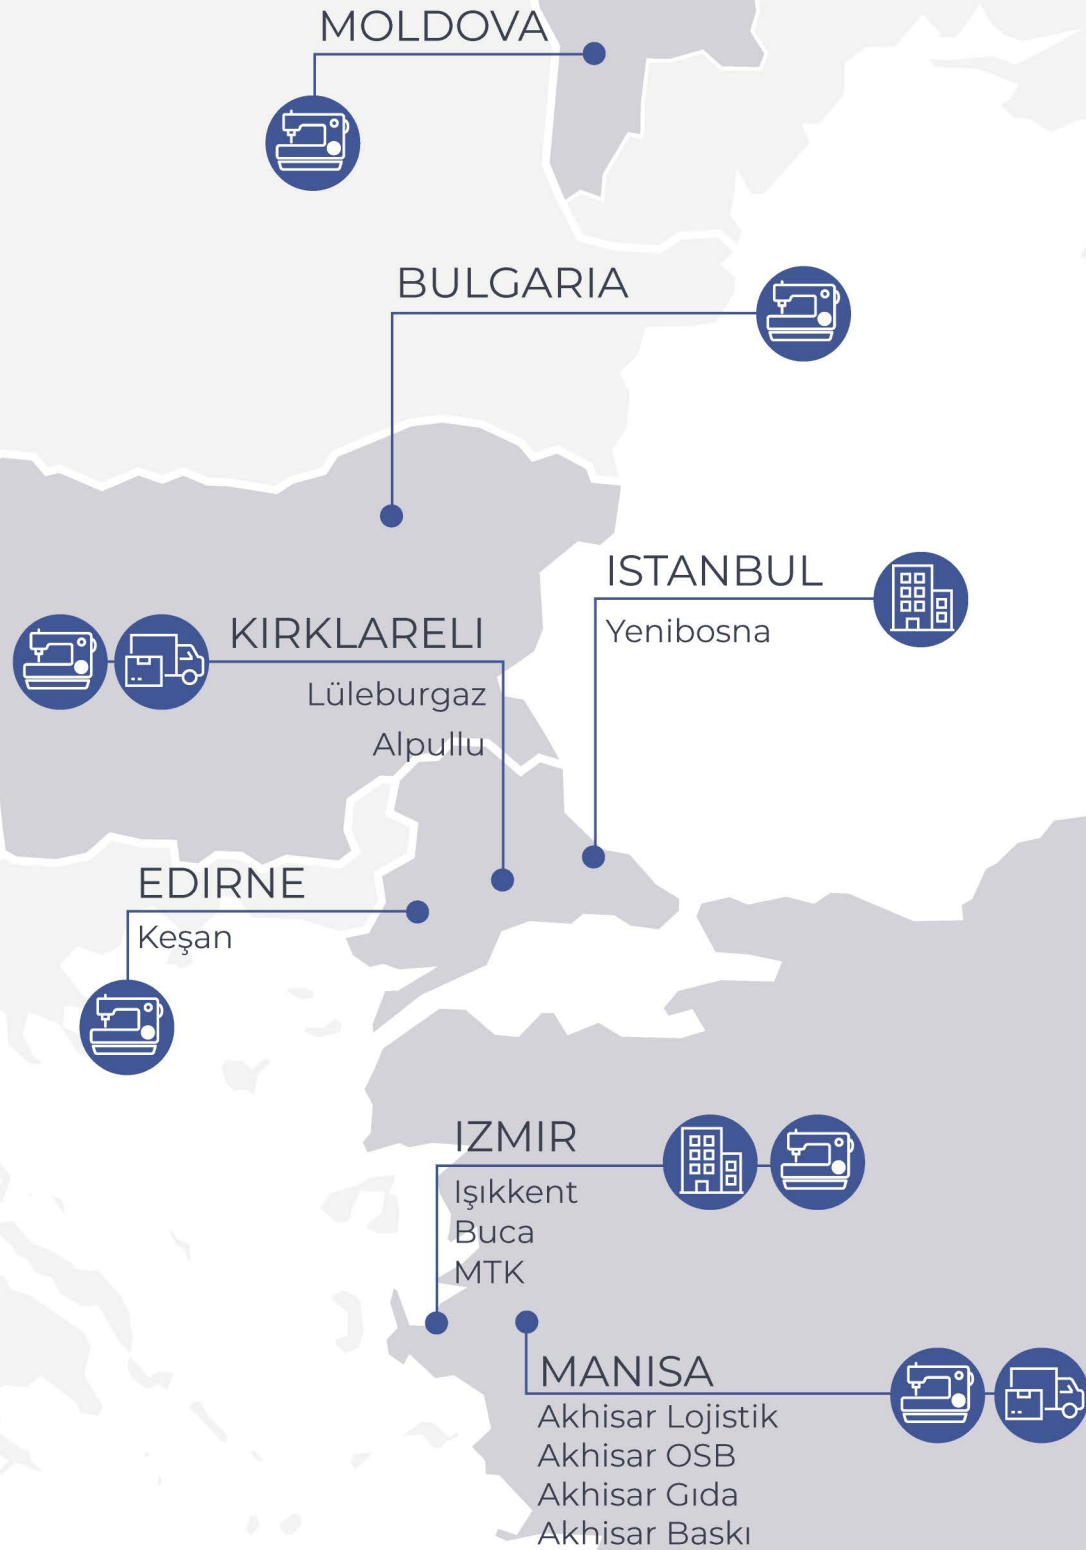 MOLDOVA
BULGARIA
ISTANBUL
Yenibosna
KIRKLARELI
Lüleburgaz
Alpullu
EDIRNE
Keşan
IZMIR
Işıkkent
Buca
MTK
MANISA
Akhisar Lojistik
Akhisar OSB
Akhisar Gıda
Akhisar Baskı